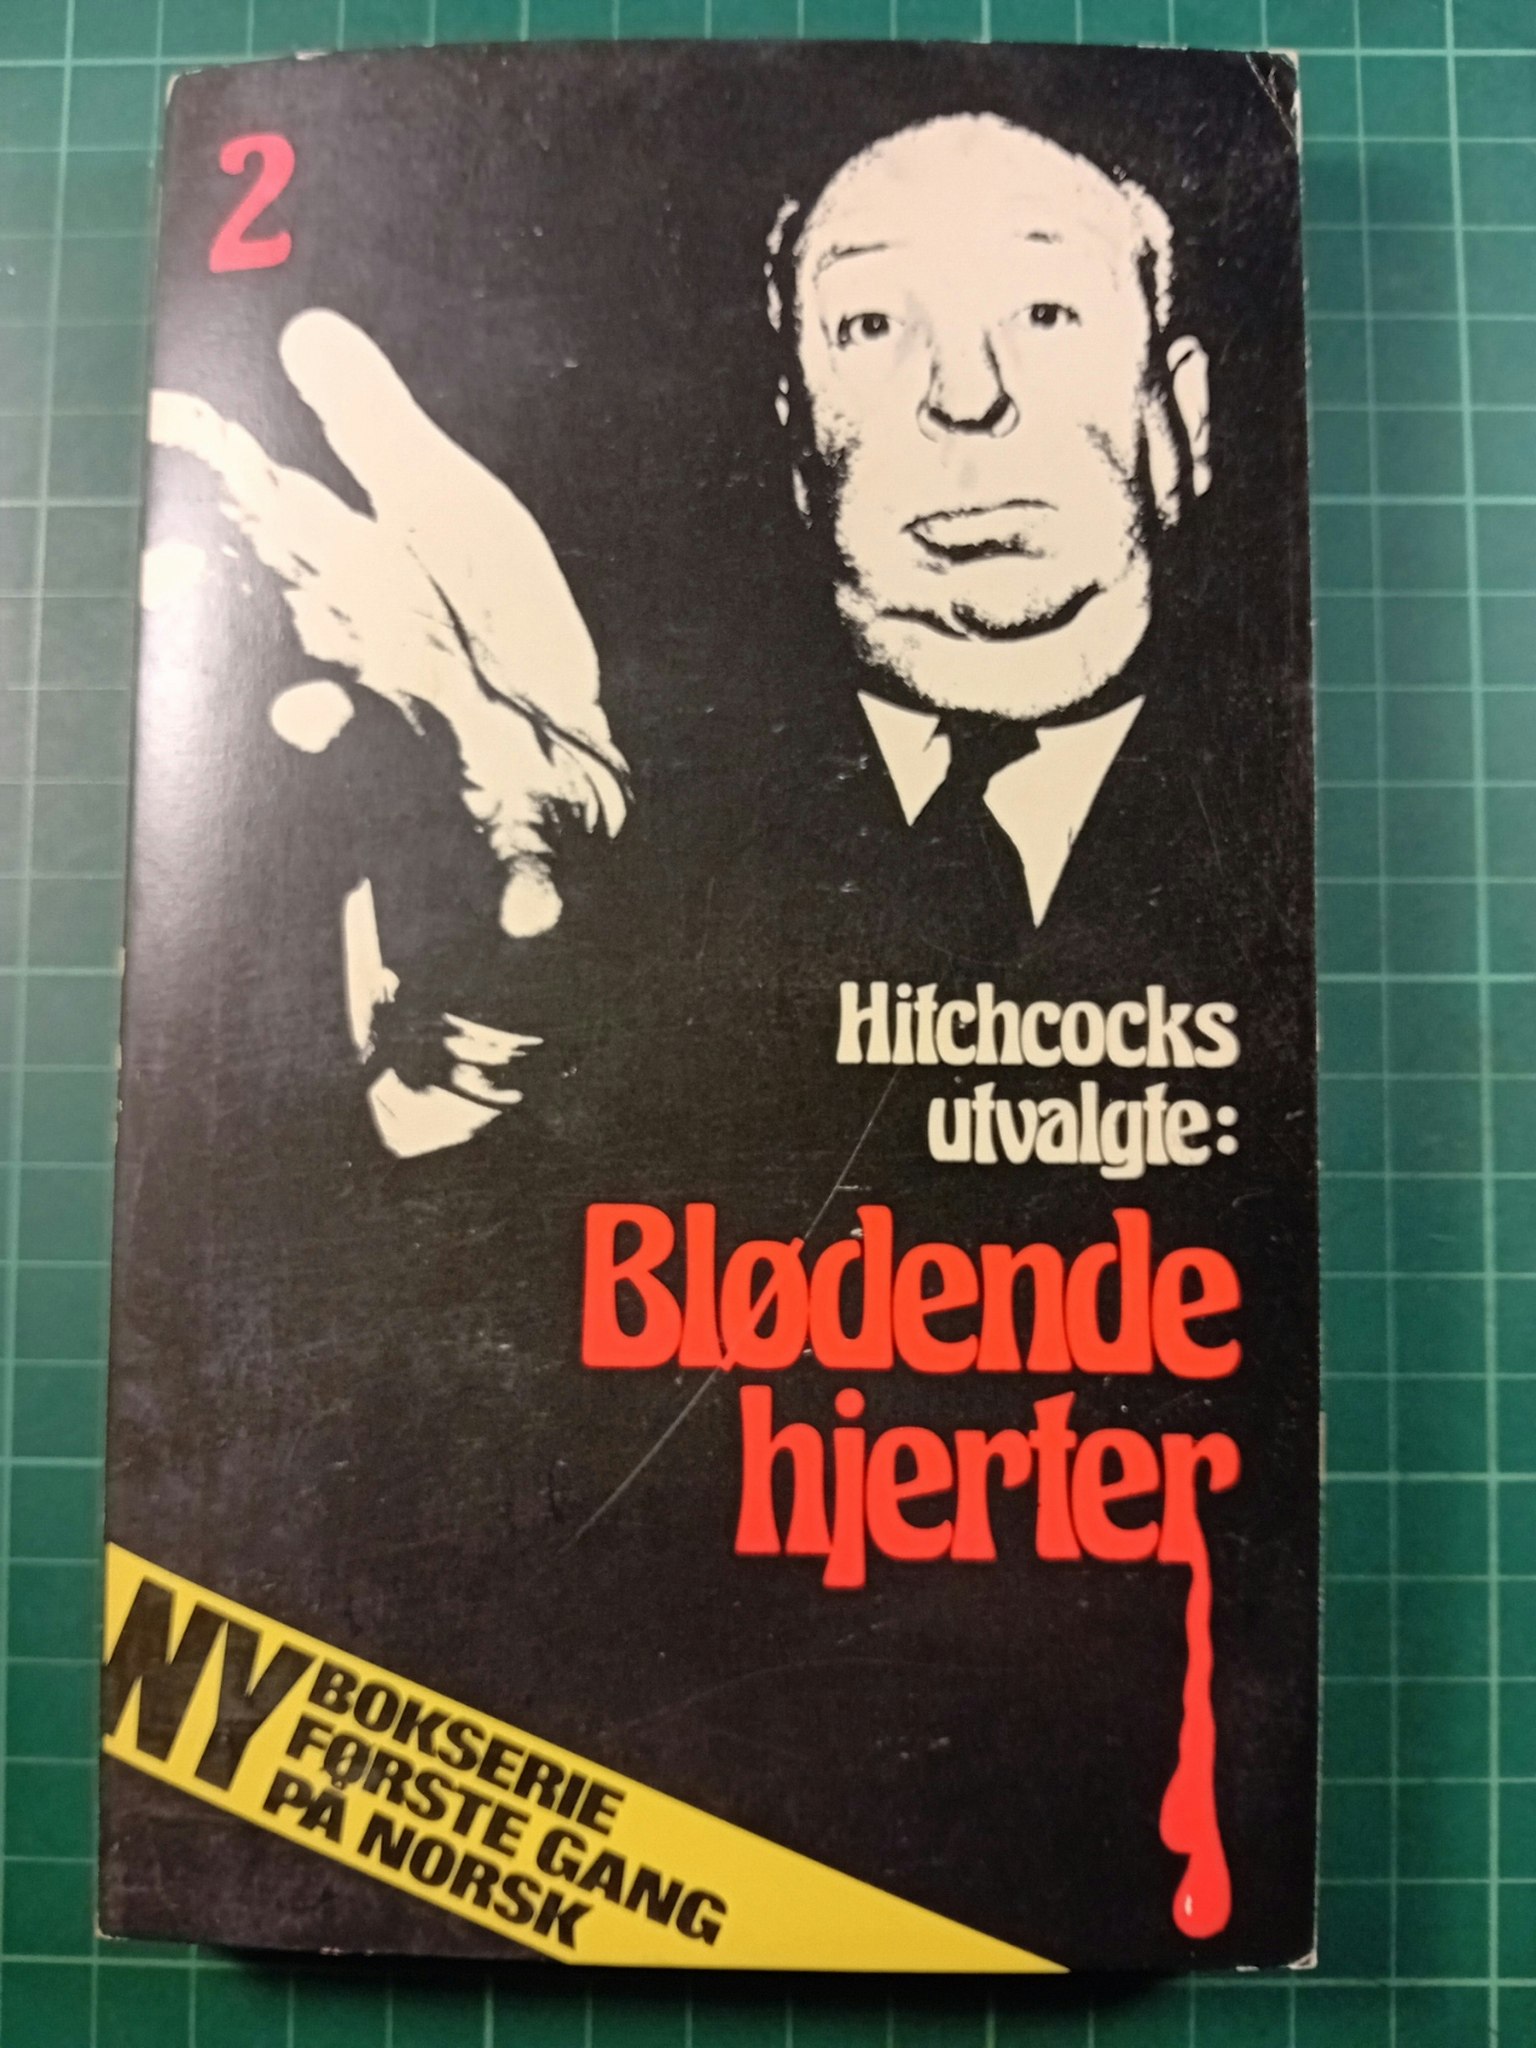 2
Hitchcocks
utvalgte:
Blødende
hjerter
NY
BOKSERIE
FØRSTE GANG
PÅ NORSK